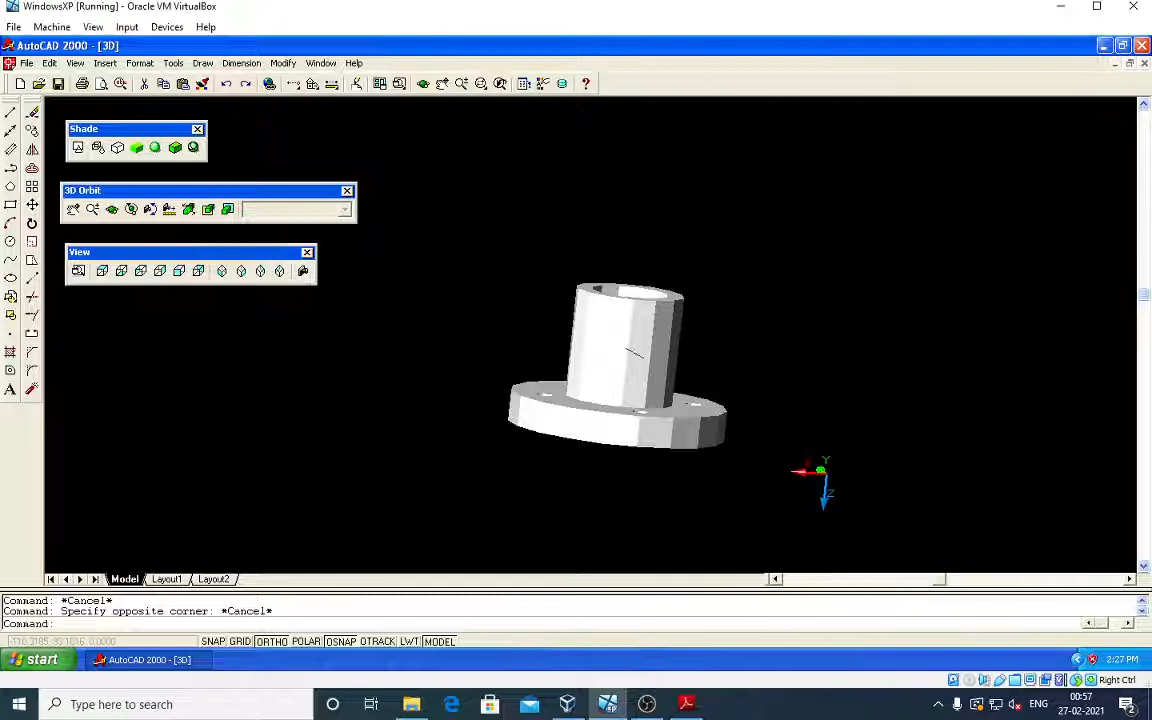 WindowsXP [Running] - Oracle VM VirtualBox
File Machine View Input Devices Help
AutoCAD 2000 - [3D]
File Edit View Insert Format Tools Draw Dimension Modify Window Help
Shade
3D Orbit
View
Y
Z
Model Layout1 Layout2
Command: *Cancel*
Command: Specify opposite corner: *Cancel*
Command:
SNAP GRID ORTHO POLAR OSNAP OTRACK LWT MODEL
start AutoCAD 2000 - [3D] 2:27 PM
Right Ctrl
Type here to search ENG 00:57
27-02-2021
2